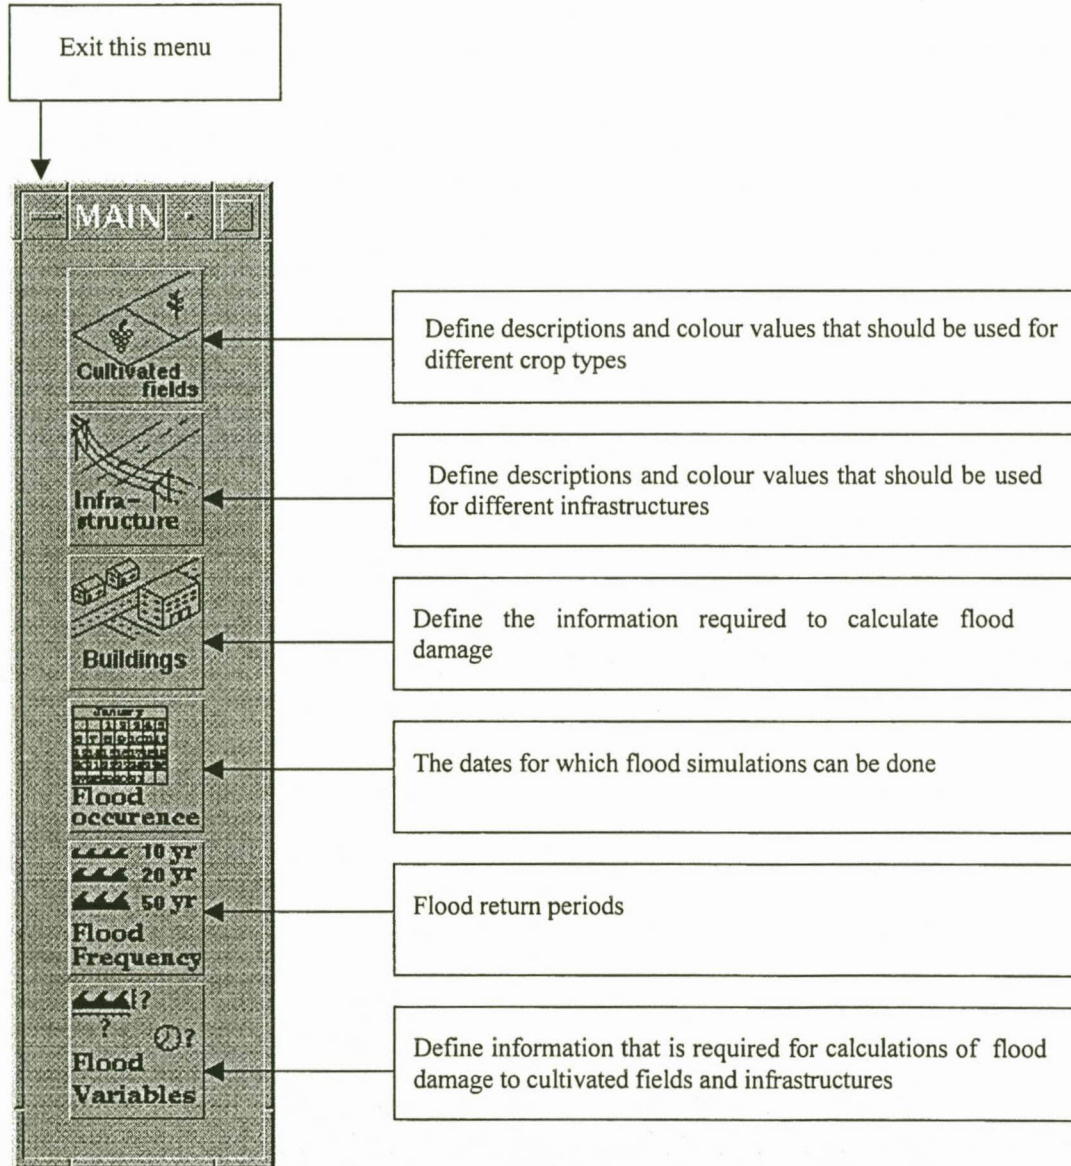 Exit this menu
MAIN
Cultivated
fields
Define descriptions and colour values that should be used for
different crop types
Infra-
structure
Define descriptions and colour values that should be used
for different infrastructures
Buildings
Define the information required to calculate flood
damage
January
Flood
occurence
The dates for which flood simulations can be done
10 yr
20 yr
50 yr
Flood
Frequency
Flood return periods
?
? ?
Flood
Variables
Define information that is required for calculations of flood
damage to cultivated fields and infrastructures